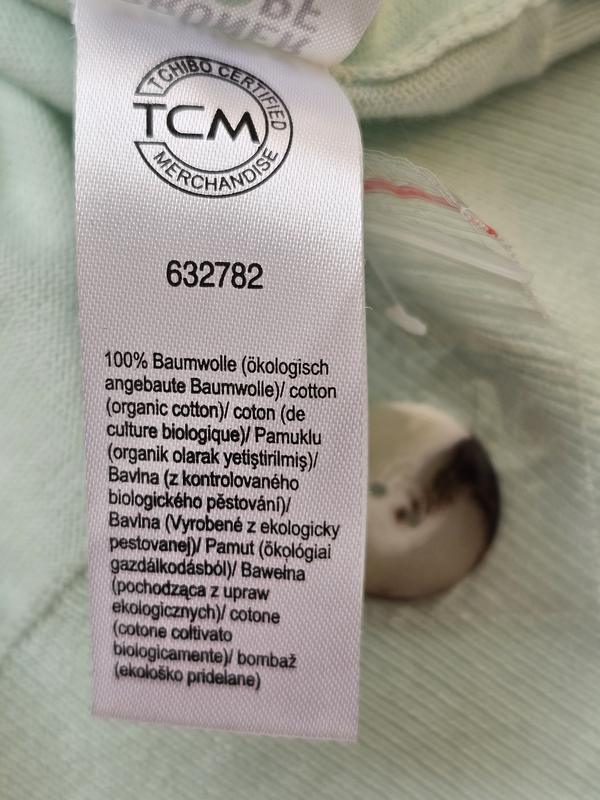 TCHIBO CERTIFIED
TCM
MERCHANDISE
632782
100% Baumwolle (ökologisch
angebaute Baumwolle)/ cotton
(organic cotton)/ coton (de
culture biologique)/ Pamuklu
(organik olarak yetiştirilmiş)/
Bavlna (z kontrolovaného
biologického pěstování)/
Bavlna (Vyrobené z ekologicky
pestovanej)/ Pamut (ökológiai
gazdálkodásból)/ Bawełna
(pochodząca z upraw
ekologicznych)/ cotone
(cotone coltivato
biologicamente)/ bombaž
(ekološko pridelane)